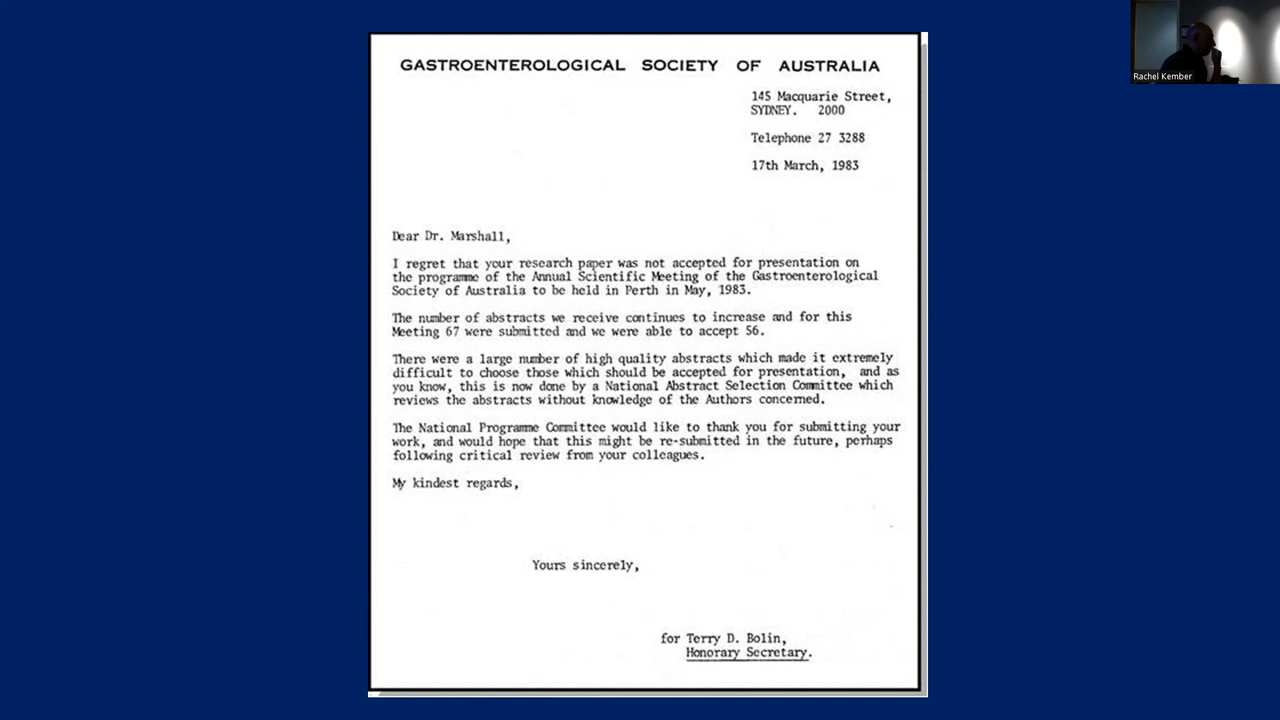 GASTROENTEROLOGICAL SOCIETY OF AUSTRALIA
145 Macquarie Street,
SYDNEY. 2000
Telephone 27 3288
17th March, 1983
Dear Dr. Marshall,
I regret that your research paper was not accepted for presentation on
the programme of the Annual Scientific Meeting of the Gastroenterological
Society of Australia to be held in Perth in May, 1983.
The number of abstracts we receive continues to increase and for this
Meeting 67 were submitted and we were able to accept 56.
There were a large number of high quality abstracts which made it extremely
difficult to choose those which should be accepted for presentation, and as
you know, this is now done by a National Abstract Selection Committee which
reviews the abstracts without knowledge of the Authors concerned.
The National Programme Committee would like to thank you for submitting your
work, and would hope that this might be re-submitted in the future, perhaps
following critical review from your colleagues.
My kindest regards,
Yours sincerely,
for Terry D. Bolin,
Honorary Secretary.
Rachel Kember